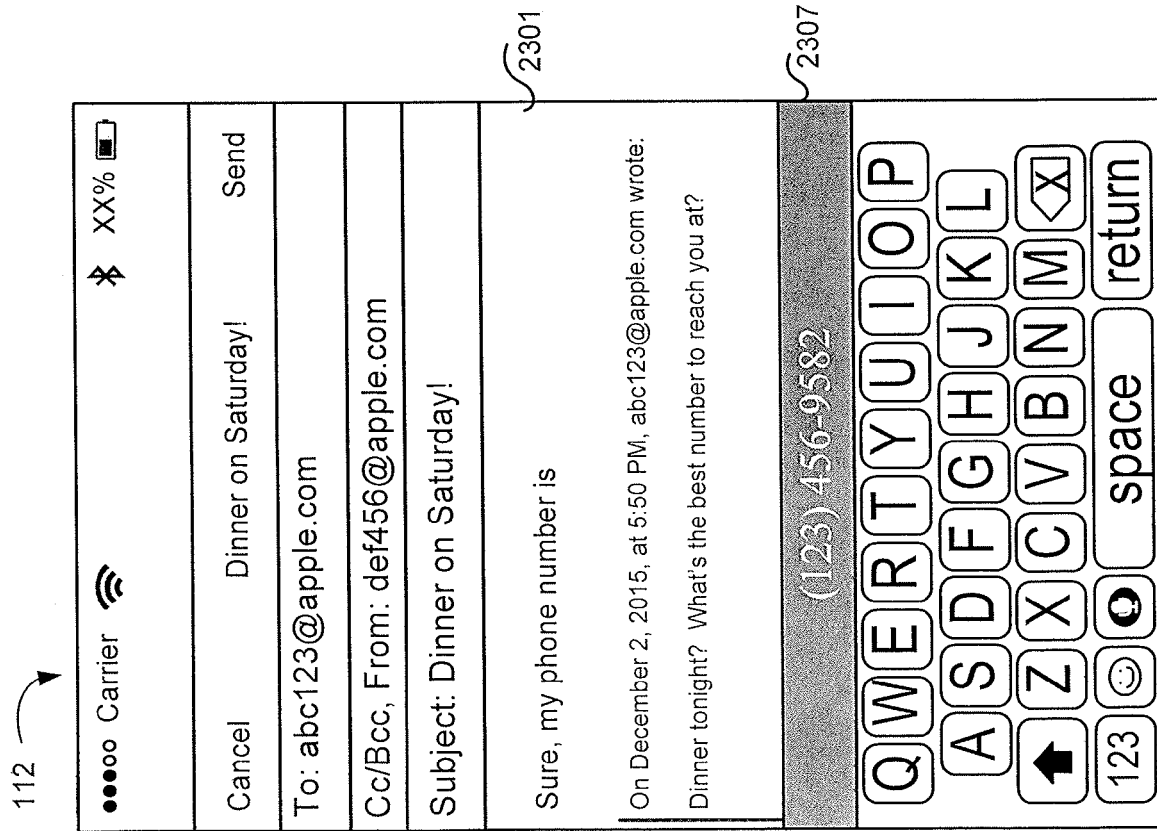 112
●●●●○ Carrier XX%
Cancel Dinner on Saturday! Send
To: abc123@apple.com
Cc/Bcc, From: def456@apple.com
Subject: Dinner on Saturday!
2301
Sure, my phone number is
On December 2, 2015, at 5:50 PM, abc123@apple.com wrote:
Dinner tonight? What's the best number to reach you at?
2307
(123) 456-9582
Q W E R T Y U I O P
A S D F G H J K L
Z X C V B N M X
123 space return